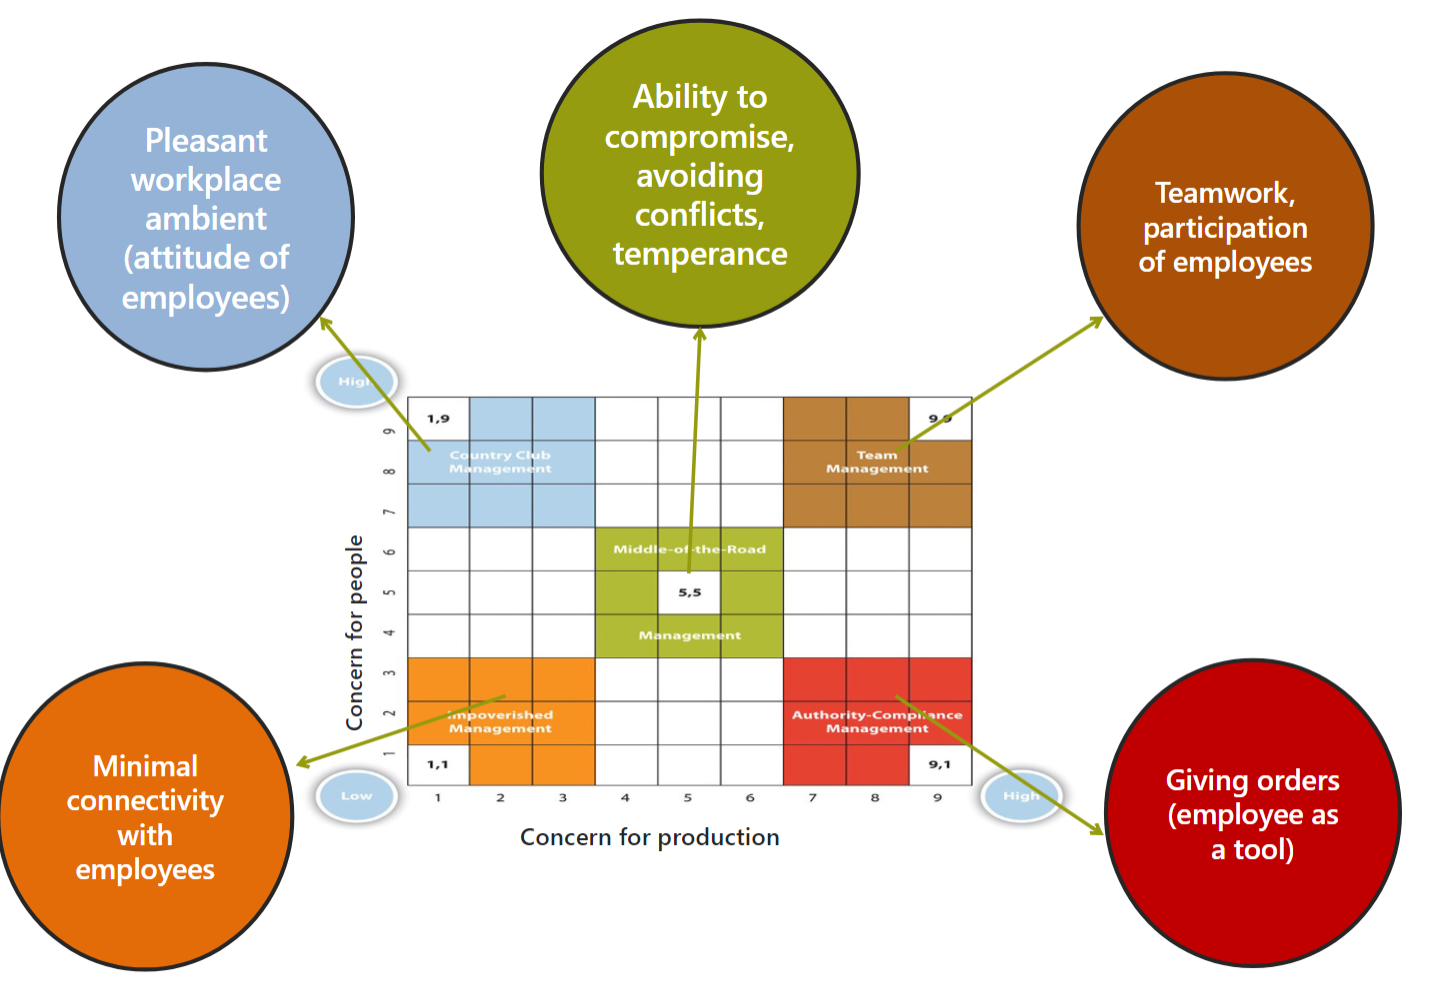 Pleasant
workplace
ambient
(attitude of
employees)
Ability to
compromise,
avoiding
conflicts,
temperance
Teamwork,
participation
of employees
High
1,9
9,9
Country Club
Management
Team
Management
Middle-of-the-Road
5,5
Management
Impoverished
Management
Authority-Compliance
Management
1,1
9,1
Concern for people
9
8
7
6
5
4
3
2
1
Low
1 2 3 4 5 6 7 8 9
High
Concern for production
Minimal
connectivity
with
employees
Giving orders
(employee as
a tool)